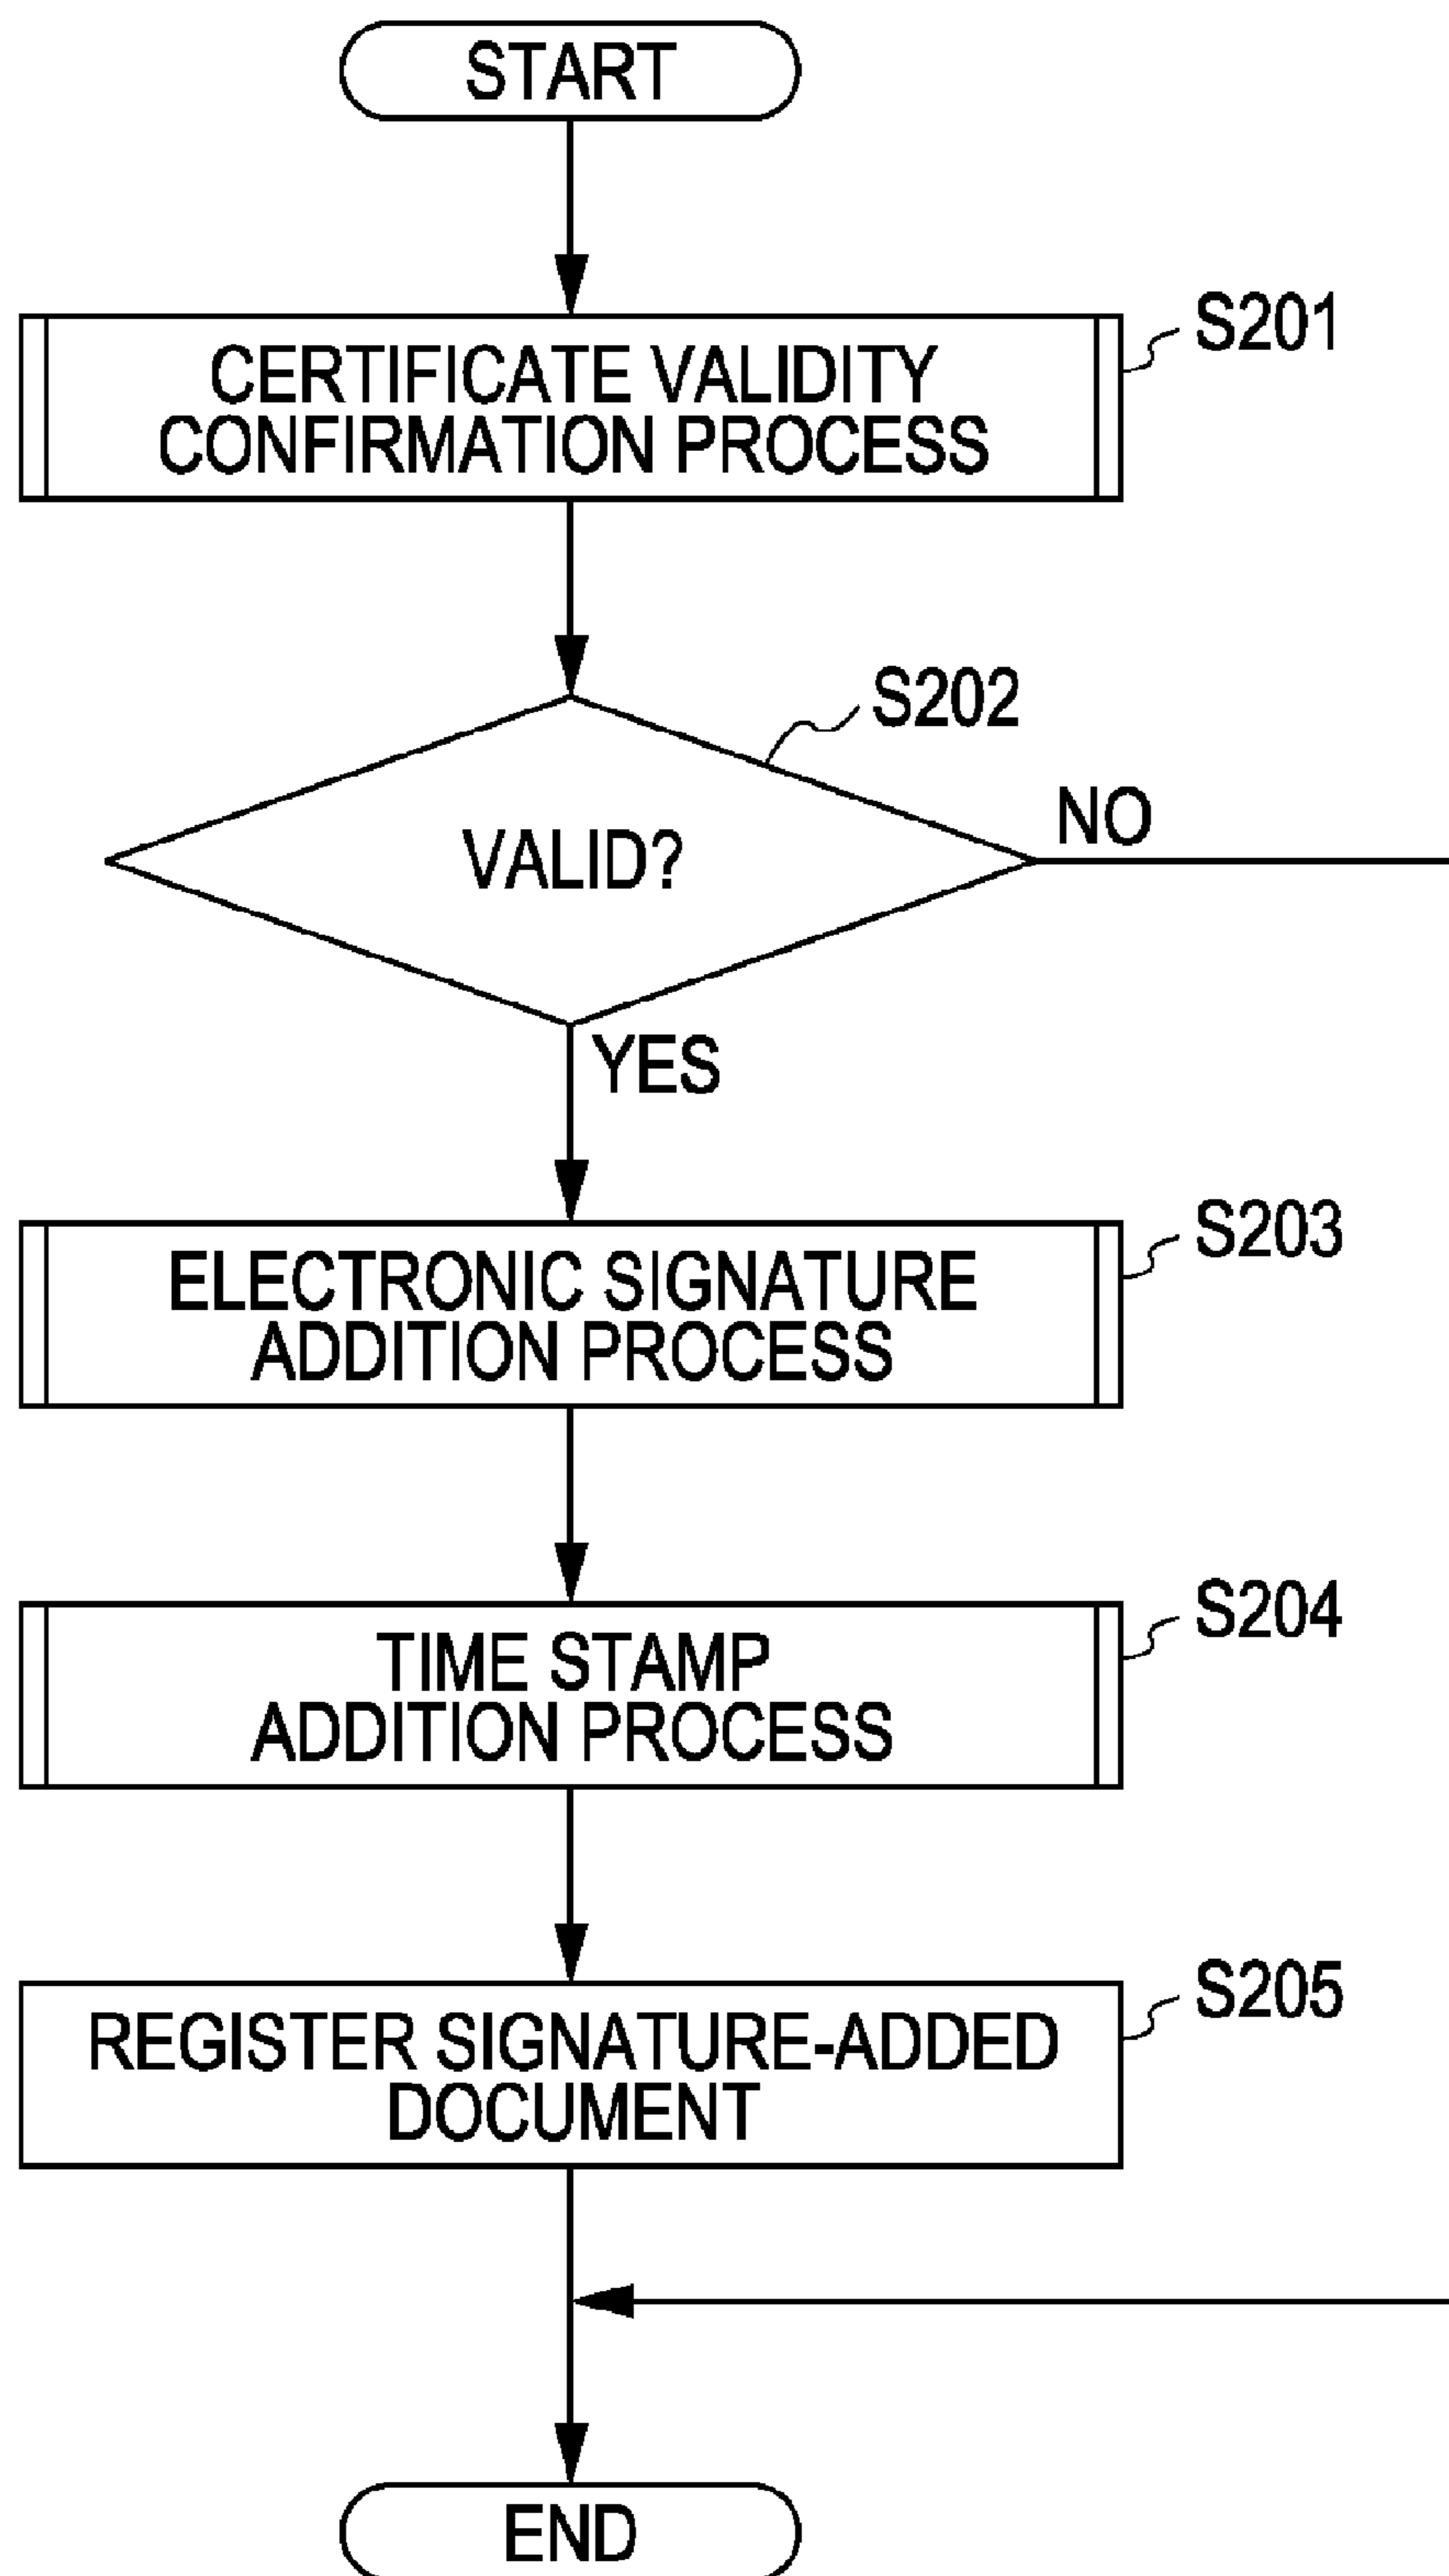 START
CERTIFICATE VALIDITY
CONFIRMATION PROCESS
S201
S202
VALID?
NO
YES
ELECTRONIC SIGNATURE
ADDITION PROCESS
S203
TIME STAMP
ADDITION PROCESS
S204
REGISTER SIGNATURE-ADDED
DOCUMENT
S205
END